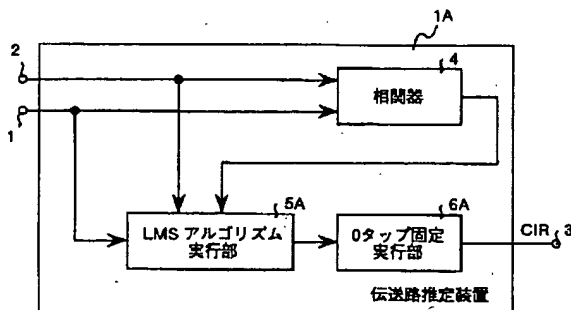 1A
2
4
相関器
1
5A
LMS アルゴリズム
実行部
6A
0タップ固定
実行部
CIR
3
伝送路推定装置